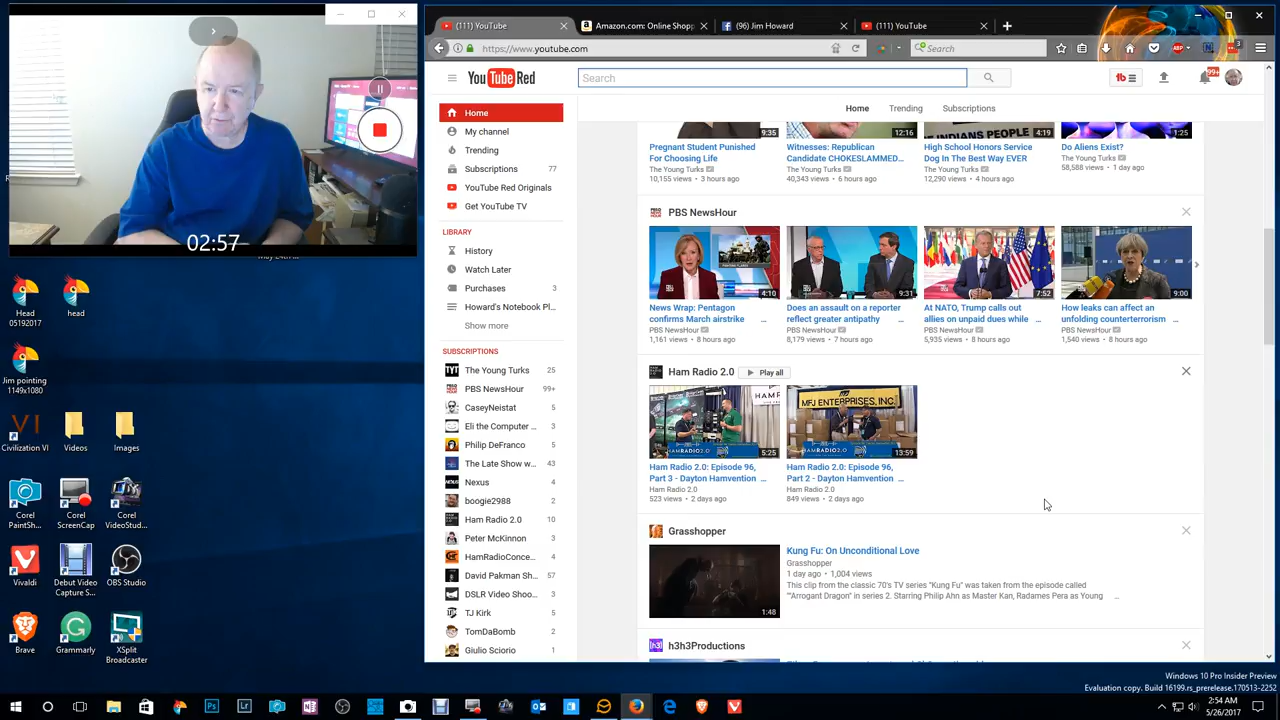 (111) YouTube
Amazon.com: Online Shopp
(96) Jim Howard
(111) YouTube
https://www.youtube.com
Search
3
YouTube Red
Search
99+
Home
Trending
Subscriptions
02:57
Home
My channel
Trending
Subscriptions 77
YouTube Red Originals
Get YouTube TV
LIBRARY
History
Watch Later
Purchases 3
Howard's Notebook Pl...
Show more
SUBSCRIPTIONS
The Young Turks 25
PBS NewsHour 99+
CaseyNeistat 5
Eli the Computer ... 4
Philip DeFranco 5
The Late Show w... 43
Nexus 4
boogie2988 2
Ham Radio 2.0 10
Peter McKinnon 3
HamRadioConce... 4
David Pakman Sh... 57
DSLR Video Shoo... 3
TJ Kirk 5
TomDaBomb 2
Giulio Sciorio 1
9:35
12:16
INDIANS PEOPLE
4:19
1:25
Pregnant Student Punished
For Choosing Life
The Young Turks
10,155 views • 3 hours ago
Witnesses: Republican
Candidate CHOKESLAMMED...
The Young Turks
40,343 views • 6 hours ago
High School Honors Service
Dog In The Best Way EVER
The Young Turks
12,290 views • 4 hours ago
Do Aliens Exist?
The Young Turks
58,588 views • 1 day ago
PBS NewsHour
4:10
9:31
7:52
9:00
News Wrap: Pentagon
confirms March airstrike ...
PBS NewsHour
1,161 views • 8 hours ago
Does an assault on a reporter
reflect greater antipathy ...
PBS NewsHour
8,179 views • 7 hours ago
At NATO, Trump calls out
allies on unpaid dues while ...
PBS NewsHour
5,935 views • 8 hours ago
How leaks can affect an
unfolding counterterrorism ...
PBS NewsHour
1,540 views • 8 hours ago
Ham Radio 2.0
Play all
HAM R
HAMRADIO2.0
5:25
MFJ ENTERPRISES, INC.
HAMRADIO2.0
13:59
Ham Radio 2.0: Episode 96,
Part 3 - Dayton Hamvention ...
Ham Radio 2.0
523 views • 2 days ago
Ham Radio 2.0: Episode 96,
Part 2 - Dayton Hamvention ...
Ham Radio 2.0
849 views • 2 days ago
Grasshopper
1:48
Kung Fu: On Unconditional Love
Grasshopper
1 day ago • 1,004 views
This clip from the classic 70's TV series "Kung Fu" was taken from the episode called
"Arrogant Dragon" in series 2. Starring Philip Ahn as Master Kan, Radames Pera as Young ...
h3h3Productions
head
05192017
head
Jim pointing
1149x1080
Civilization VI
Videos
Images
Corel
PaintSh...
Corel
ScreenCap
Corel
VideoStud...
Vivaldi
Debut Video
Capture S...
OBS Studio
Brave
Grammarly
XSplit
Broadcaster
Windows 10 Pro Insider Preview
Evaluation copy. Build 16199.rs_prerelease.170513-2252
2:54 AM
5/26/2017